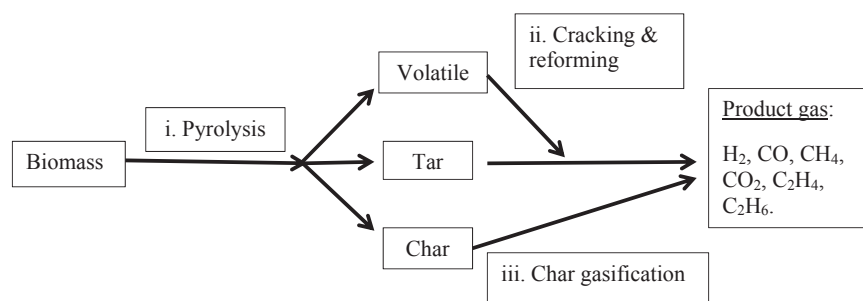 ii. Cracking &
reforming
Volatile
Product gas:
i. Pyrolysis
H₂, CO, CH₄,
Biomass
Tar
CO₂, C₂H₄,
C₂H₆.
Char
iii. Char gasification